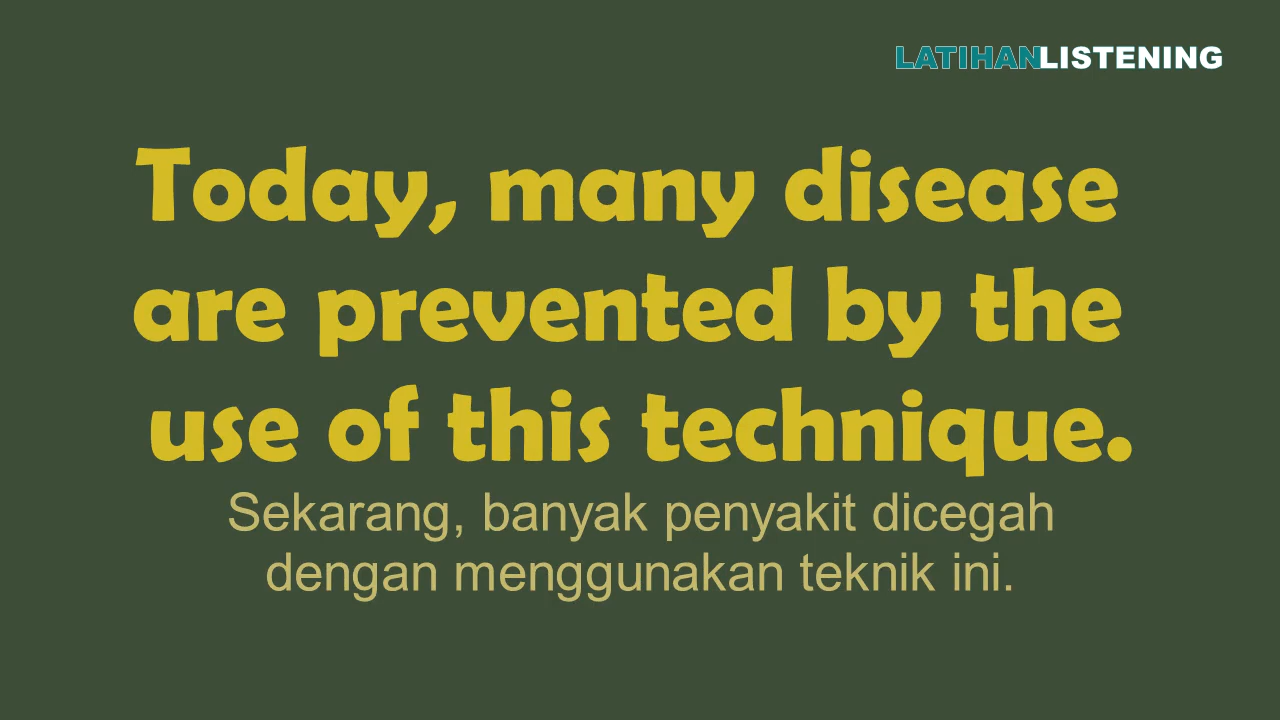 LATIHANLISTENING
Today, many disease
are prevented by the
use of this technique.
Sekarang, banyak penyakit dicegah
dengan menggunakan teknik ini.